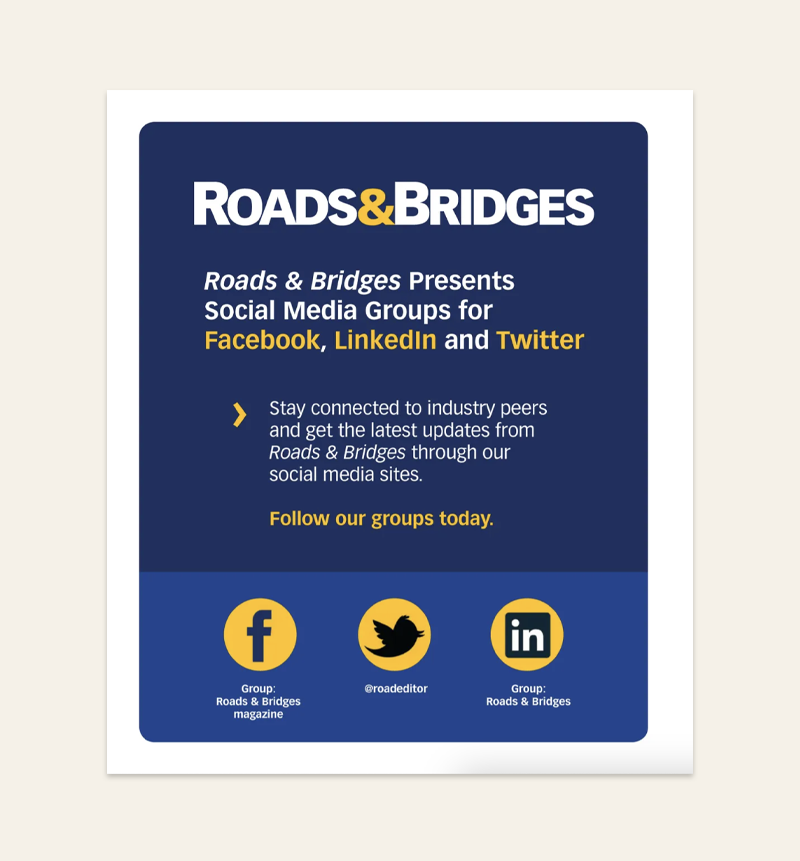 ROADS&BRIDGES
Roads & Bridges Presents
Social Media Groups for
Facebook, LinkedIn and Twitter
Stay connected to industry peers
and get the latest updates from
Roads & Bridges through our
social media sites.
Follow our groups today.
f
in
Group:
Roads & Bridges
magazine
@roadeditor
Group:
Roads & Bridges